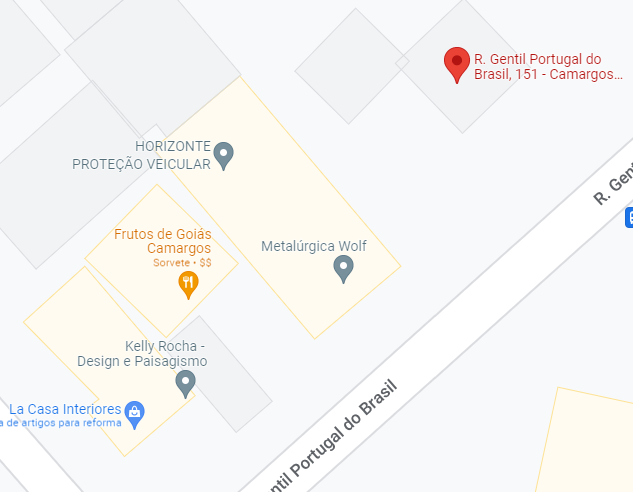 R. Gentil Portugal do
Brasil, 151 - Camargos...
HORIZONTE
PROTEÇÃO VEICULAR
R. Gent
Frutos de Goiás
Camargos
Sorvete • $$
Metalúrgica Wolf
Kelly Rocha -
Design e Paisagismo
La Casa Interiores
a de artigos para reforma
ntil Portugal do Brasil